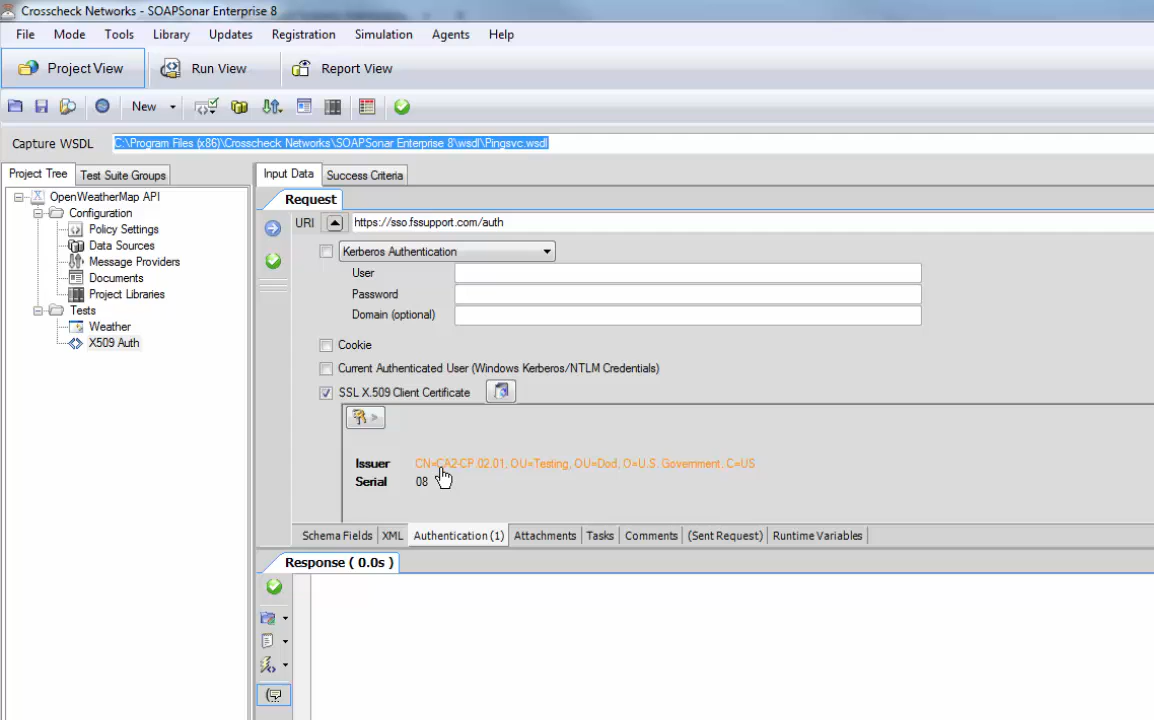 Crosscheck Networks - SOAPSonar Enterprise 8
File Mode Tools Library Updates Registration Simulation Agents Help
Project View Run View Report View
New
Capture WSDL C:\Program Files (x86)\Crosscheck Networks\SOAPSonar Enterprise 8\wsdl\Pingsvc.wsdl
Project Tree Test Suite Groups Input Data Success Criteria
OpenWeatherMap API
Configuration
Policy Settings
Data Sources
Message Providers
Documents
Project Libraries
Tests
Weather
X509 Auth
Request
URI https://sso.fssupport.com/auth
Kerberos Authentication
User
Password
Domain (optional)
Cookie
Current Authenticated User (Windows Kerberos/NTLM Credentials)
SSL X.509 Client Certificate
Issuer CN=CA2-CP.02.01, OU=Testing, OU=Dod, O=U.S. Government, C=US
Serial 08
Schema Fields XML Authentication (1) Attachments Tasks Comments (Sent Request) Runtime Variables
Response ( 0.0s )